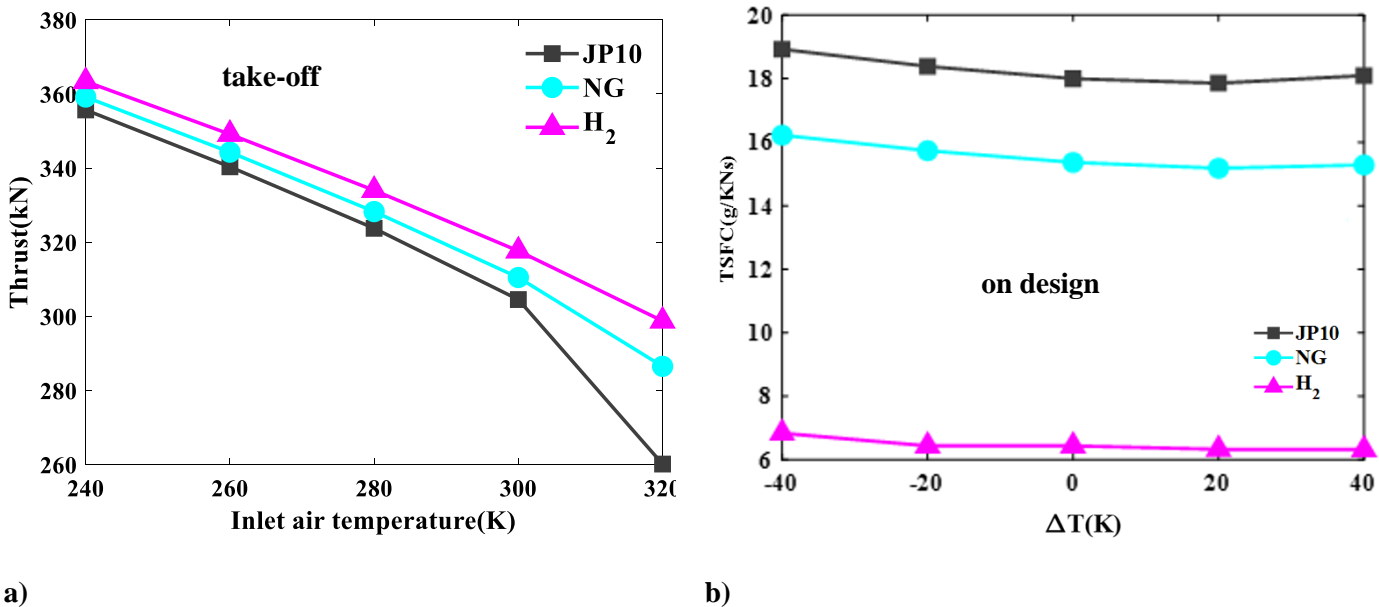 380
360
340
320
300
280
260
240
260
280
300
320
Thrust(kN)
Inlet air temperature(K)
take-off
JP10
NG
H2
a)
20
18
16
14
12
10
8
6
-40
-20
0
20
40
TSFC(g/KNs)
ΔT(K)
on design
JP10
NG
H2
b)